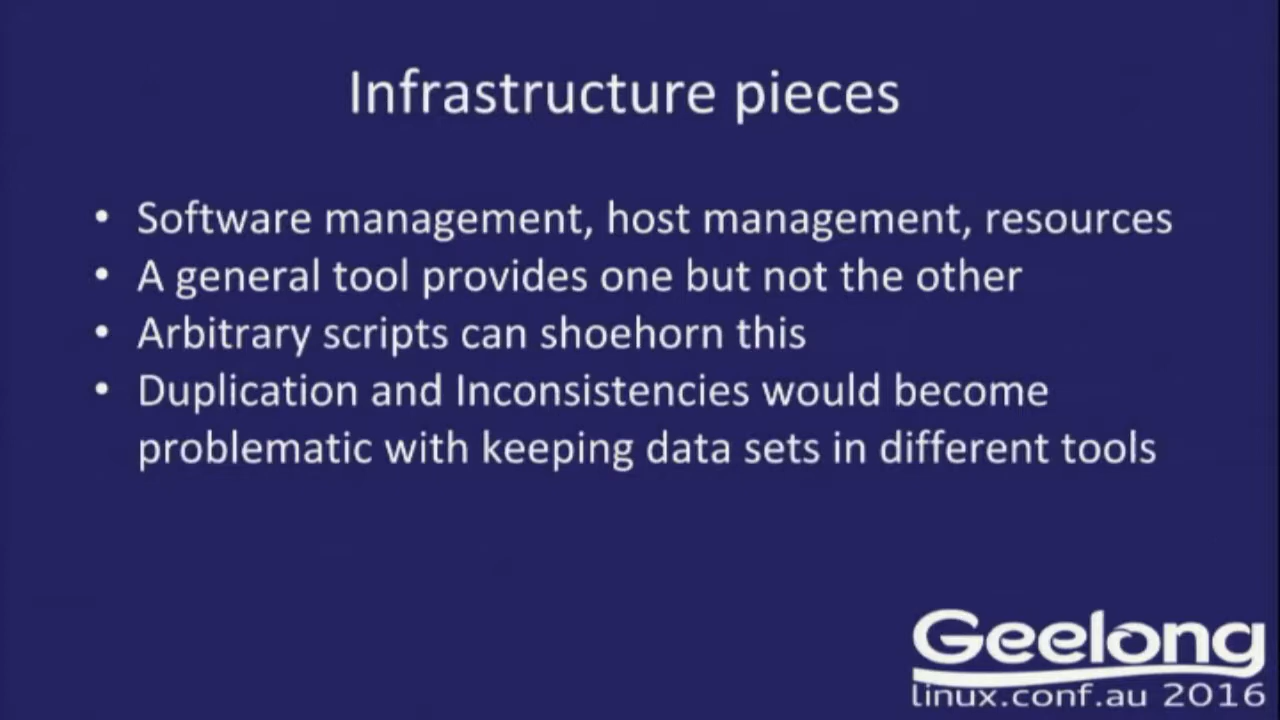 Infrastructure pieces
• Software management, host management, resources
• A general tool provides one but not the other
• Arbitrary scripts can shoehorn this
• Duplication and Inconsistencies would become
problematic with keeping data sets in different tools
Geelong
linux.conf.au 2016